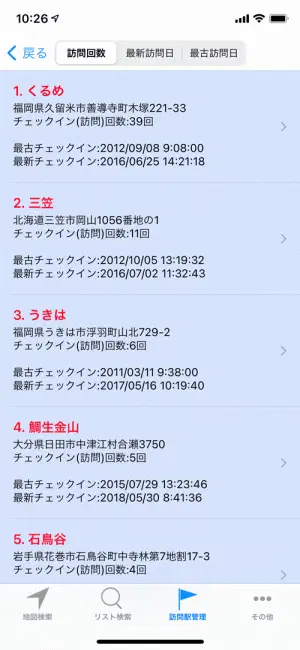 10:26
戻る
訪問回数 最新訪問日 最古訪問日
1. くるめ
福岡県久留米市善導寺町木塚221-33
チェックイン(訪問)回数:39回
最古チェックイン:2012/09/08 9:08:00
最新チェックイン:2016/06/25 14:21:18
2. 三笠
北海道三笠市岡山1056番地の1
チェックイン(訪問)回数:11回
最古チェックイン:2012/10/05 13:19:32
最新チェックイン:2016/07/02 11:32:43
3. うきは
福岡県うきは市浮羽町山北729-2
チェックイン(訪問)回数:6回
最古チェックイン:2011/03/11 9:38:00
最新チェックイン:2017/05/16 10:19:40
4. 鯛生金山
大分県日田市中津江村合瀬3750
チェックイン(訪問)回数:5回
最古チェックイン:2015/07/29 13:23:46
最新チェックイン:2018/05/30 8:41:36
5. 石鳥谷
岩手県花巻市石鳥谷町中寺林第7地割17-3
チェックイン(訪問)回数:4回
地図検索 リスト検索 訪問駅管理 その他